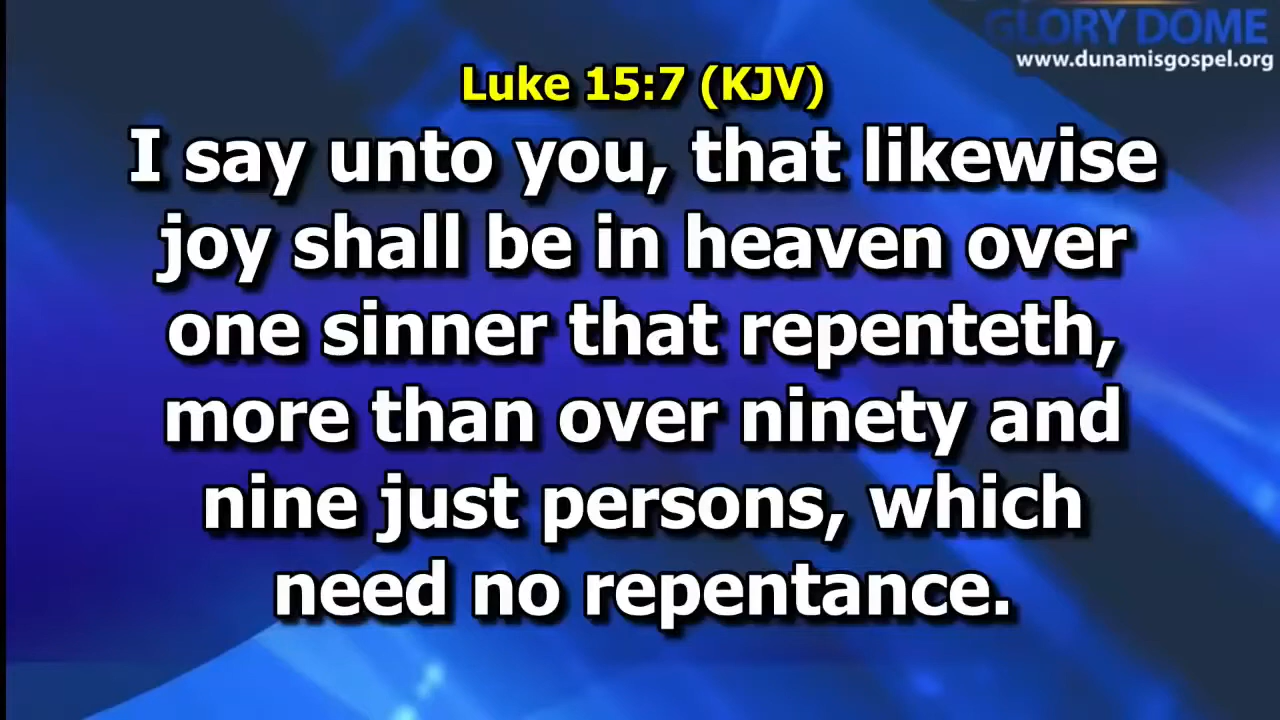 GLORY DOME
www.dunamisgospel.org
Luke 15:7 (KJV)
I say unto you, that likewise
joy shall be in heaven over
one sinner that repenteth,
more than over ninety and
nine just persons, which
need no repentance.